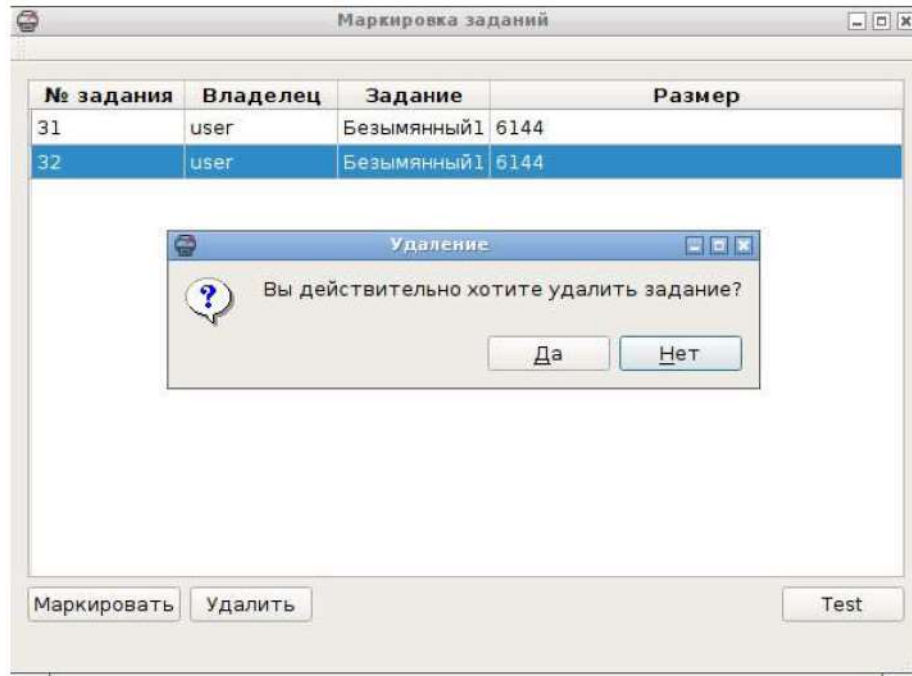 Маркировка заданий
№ задания Владелец Задание Размер
31 user Безымянный1 6144
32 user Безымянный1 6144
Удаление
Вы действительно хотите удалить задание?
Да Нет
Маркировать Удалить Test